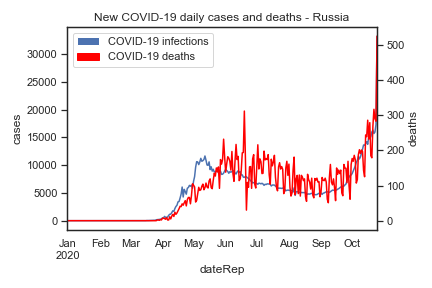 New COVID-19 daily cases and deaths - Russia
COVID-19 infections
COVID-19 deaths
30000
25000
20000
15000
10000
5000
0
cases
500
400
300
200
100
0
deaths
Jan Feb Mar Apr May Jun Jul Aug Sep Oct
2020
dateRep